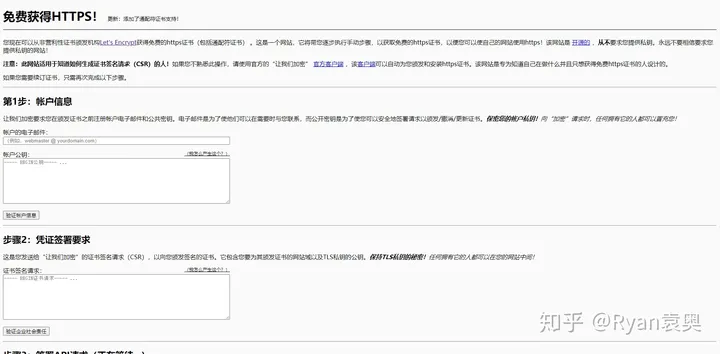 免费获得HTTPS！ 更新：添加了通配符证书支持！
您现在可以从非营利性证书颁发机构Let's Encrypt获得免费的https证书（包括通配符证书） 。这是一个网站，它将带您逐步执行手动步骤，以获取免费的https证书，以便您可以使自己的网站使用https！该网站是 开源的 ，从不要求您提供私钥。永远不要相信要求您提供私钥的网站！
注意：此网站适用于知道如何生成证书签名请求（CSR）的人！如果您不熟悉此操作，请使用官方的“让我们加密” 官方客户端 ，该客户端可以自动为您颁发和安装https证书。该网站是专为知道自己在做什么并且只想获得免费https证书的人设计的。
如果您需要续订证书，只需再次完成以下步骤。
第1步：帐户信息
让我们加密要求您在颁发证书之前注册帐户电子邮件和公共密钥。电子邮件是为了使他们可以在需要时与您联系，而公开密钥是为了使您可以安全地签署请求以颁发/撤消/更新证书。保密您的帐户私钥！向“加密”请求时，任何拥有它的人都可以冒充您！
帐户的电子邮件：
（例如，webmaster @ yourdomain.com）
帐户公钥： （我怎么产生这个？）
验证帐户信息
步骤2：凭证签署要求
这是您发送给“让我们加密”的证书签名请求（CSR），以向您颁发签名的证书。它包含您要为其颁发证书的网站域以及TLS私钥的公钥。保持TLS私钥的秘密！任何拥有它的人都可以在您的网站中间！
证书签名请求： （我怎么产生这个？）
验证企业社会责任
知乎 @Ryan袁奥